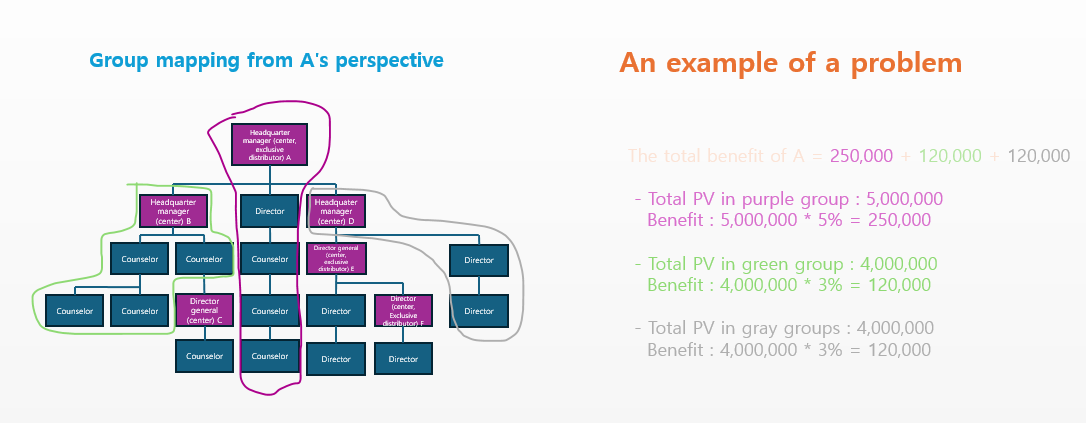 Group mapping from A's perspective
An example of a problem
Headquarter
manager (center,
exclusive
distributor) A
Headquarter
manager
(center) B
Director
Headquater
manager
(center) D
Counselor
Counselor
Counselor
Director general
(center,
exclusive
distributor) E
Director
Counselor
Counselor
Director
general
(center) C
Counselor
Director
Director
(center,
Exclusive
distributor) F
Director
Counselor
Counselor
Director
Director
The total benefit of A = 250,000 + 120,000 + 120,000
- Total PV in purple group : 5,000,000
Benefit : 5,000,000 * 5% = 250,000
- Total PV in green group : 4,000,000
Benefit : 4,000,000 * 3% = 120,000
- Total PV in gray groups : 4,000,000
Benefit : 4,000,000 * 3% = 120,000